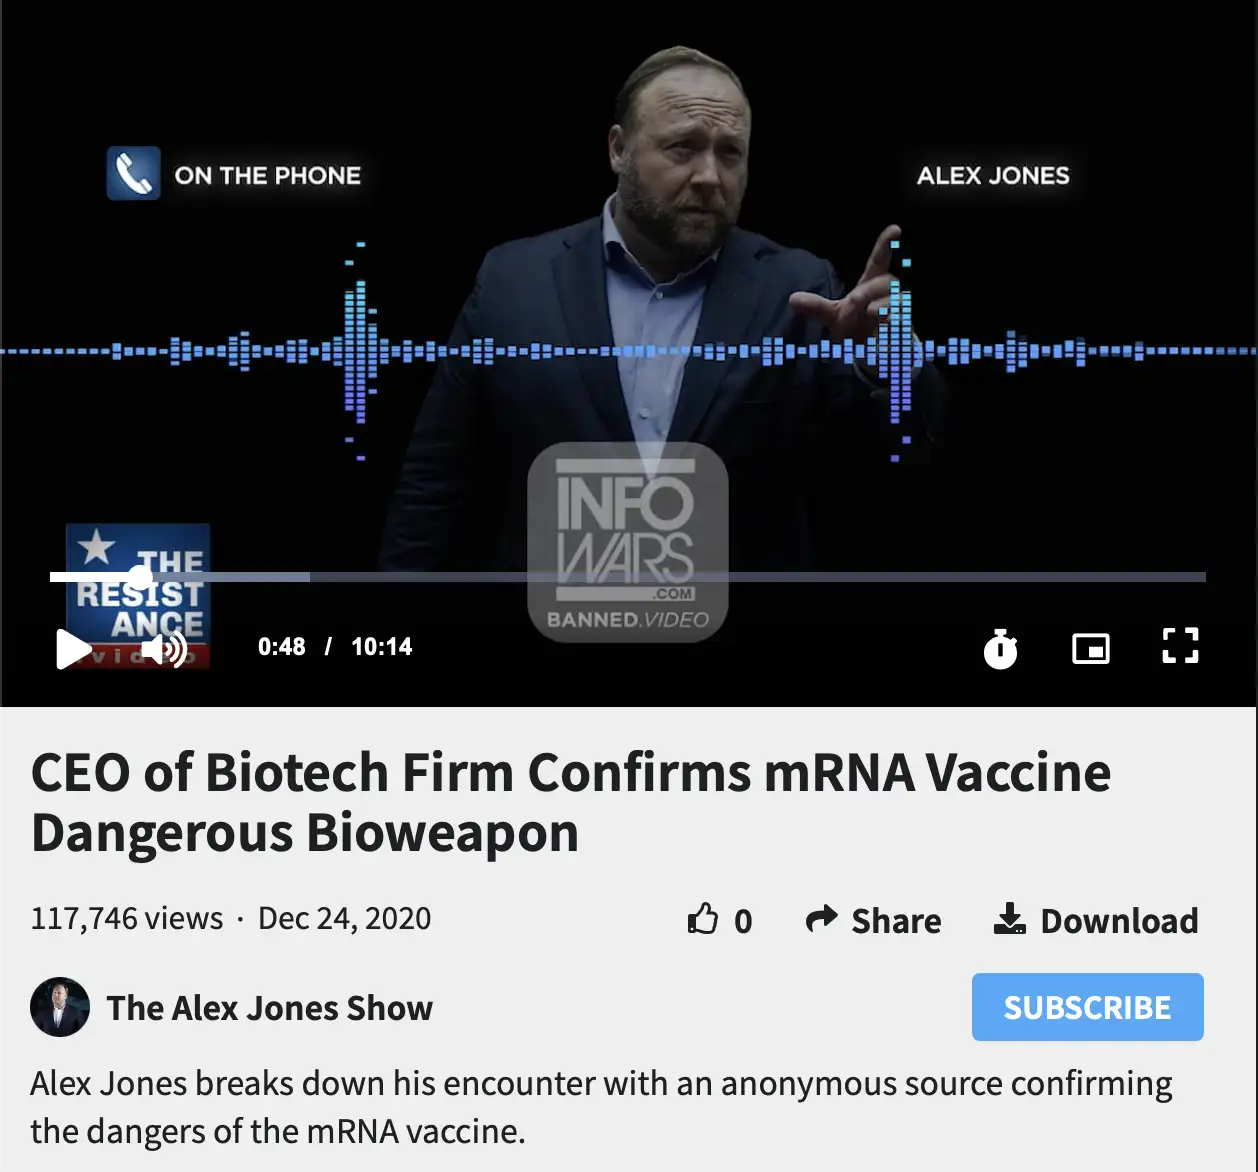 ON THE PHONE
ALEX JONES
INFO
WARS
.COM
BANNED.VIDEO
THE
RESIST
ANCE
video
0:48 / 10:14
CEO of Biotech Firm Confirms mRNA Vaccine
Dangerous Bioweapon
117,746 views · Dec 24, 2020
0 Share Download
The Alex Jones Show
SUBSCRIBE
Alex Jones breaks down his encounter with an anonymous source confirming
the dangers of the mRNA vaccine.